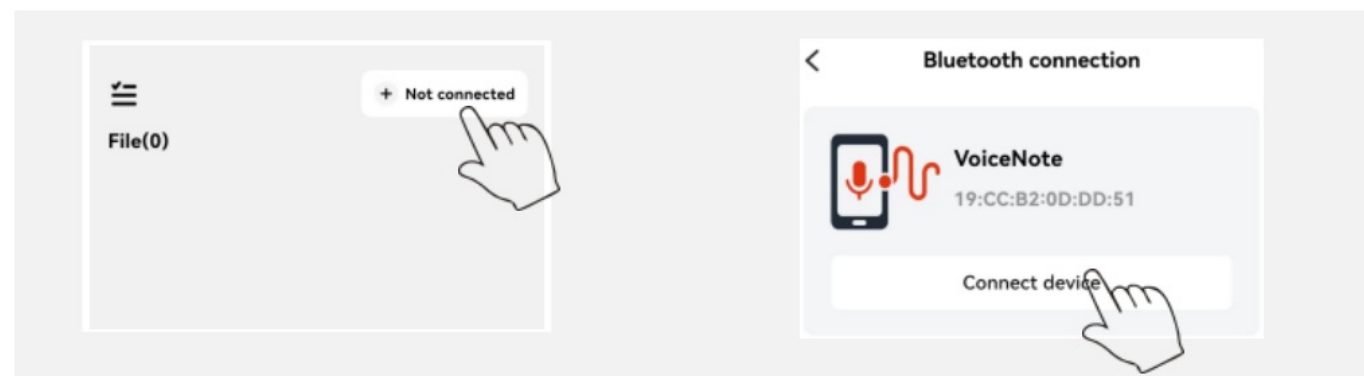 + Not connected
File(0)
Bluetooth connection
VoiceNote
19:CC:B2:0D:DD:51
Connect device